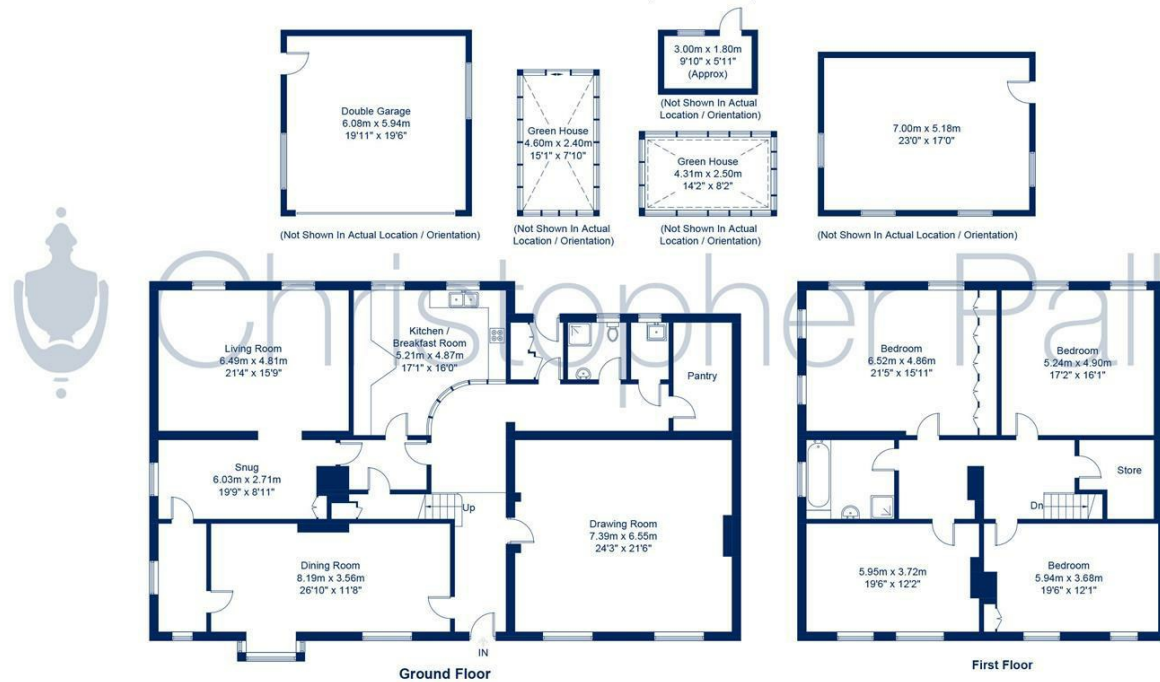 Double Garage
6.08m x 5.94m
19'11" x 19'6"
(Not Shown In Actual Location / Orientation)
Green House
4.60m x 2.40m
15'1" x 7'10"
(Not Shown In Actual
Location / Orientation)
3.00m x 1.80m
9'10" x 5'11"
(Approx)
(Not Shown In Actual
Location / Orientation)
Green House
4.31m x 2.50m
14'2" x 8'2"
(Not Shown In Actual
Location / Orientation)
7.00m x 5.18m
23'0" x 17'0"
(Not Shown In Actual Location / Orientation)
Christopher Pall
Living Room
6.49m x 4.81m
21'4" x 15'9"
Kitchen /
Breakfast Room
5.21m x 4.87m
17'1" x 16'0"
Pantry
Snug
6.03m x 2.71m
19'9" x 8'11"
Up
Drawing Room
7.39m x 6.55m
24'3" x 21'6"
Dining Room
8.19m x 3.56m
26'10" x 11'8"
IN
Ground Floor
Bedroom
6.52m x 4.86m
21'5" x 15'11"
Bedroom
5.24m x 4.90m
17'2" x 16'1"
Store
Dn
5.95m x 3.72m
19'6" x 12'2"
Bedroom
5.94m x 3.68m
19'6" x 12'1"
First Floor